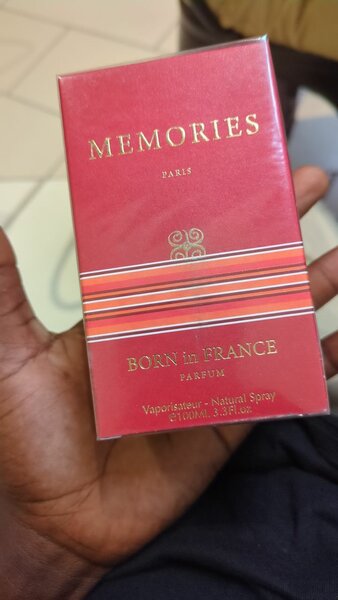 MEMORIES
PARIS
BORN in FRANCE
PARFUM
Vaporisateur - Natural Spray
℮100Ml. 3.3Fl.oz